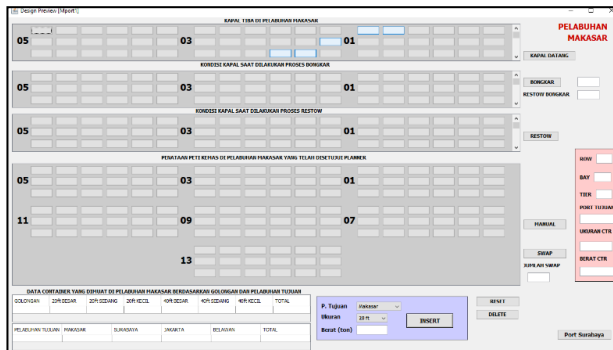 Design Preview [Mport1]
KAPAL TIBA DI PELABUHAN MAKASAR
PELABUHAN
MAKASAR
05 03 01
KAPAL DATANG
KONDISI KAPAL SAAT DILAKUKAN PROSES BONGKAR
BONGKAR
05 03 01
RESTOW BONGKAR
KONDISI KAPAL SAAT DILAKUKAN PROSES RESTOW
05 03 01
RESTOW
PENATAAN PETI KEMAS DI PELABUHAN MAKASAR YANG TELAH DISETUJUI PLANNER
ROW
BAY
05 03 01
TIER
PORT TUJUAN
11 09 07
MANUAL
UKURAN CTR
SWAP
BERAT CTR
13
JUMLAH SWAP
DATA CONTAINER YANG DIMUAT DI PELABUHAN MAKASAR BERDASARKAN GOLONGAN DAN PELABUHAN TUJUAN
GOLONGAN 20ft BESAR 20ft SEDANG 20ft KECIL 40ft BESAR 40ft SEDANG 40ft KECIL TOTAL
PELABUHAN TUJUAN MAKASAR SURABAYA JAKARTA BELAWAN TOTAL
P. Tujuan Makasar
Ukuran 20 ft
Berat (ton)
INSERT
RESET
DELETE
Port Surabaya